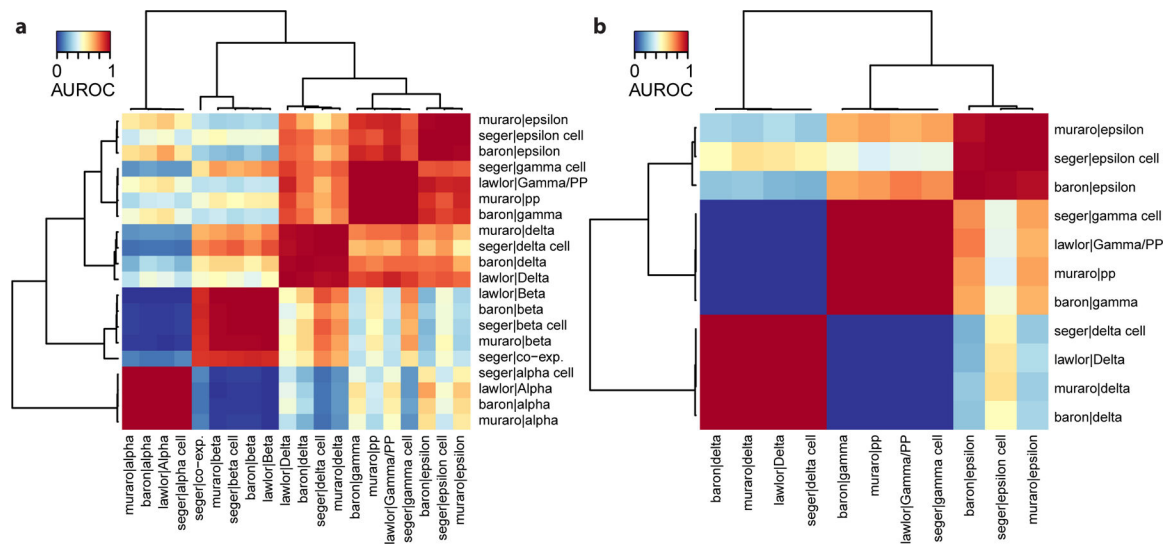 a
0 1
AUROC
muraro|epsilon
seger|epsilon cell
baron|epsilon
seger|gamma cell
lawlor|Gamma/PP
muraro|pp
baron|gamma
muraro|delta
seger|delta cell
baron|delta
lawlor|Delta
lawlor|Beta
baron|beta
seger|beta cell
muraro|beta
seger|co-exp.
seger|alpha cell
lawlor|Alpha
baron|alpha
muraro|alpha
muraro|alpha
baron|alpha
lawlor|Alpha
seger|alpha cell
seger|co-exp.
muraro|beta
seger|beta cell
baron|beta
lawlor|Beta
lawlor|Delta
baron|delta
seger|delta cell
muraro|delta
baron|gamma
muraro|pp
lawlor|Gamma/PP
seger|gamma cell
baron|epsilon
seger|epsilon cell
muraro|epsilon
b
0 1
AUROC
muraro|epsilon
seger|epsilon cell
baron|epsilon
seger|gamma cell
lawlor|Gamma/PP
muraro|pp
baron|gamma
seger|delta cell
lawlor|Delta
muraro|delta
baron|delta
baron|delta
muraro|delta
lawlor|Delta
seger|delta cell
baron|gamma
muraro|pp
lawlor|Gamma/PP
seger|gamma cell
baron|epsilon
seger|epsilon cell
muraro|epsilon